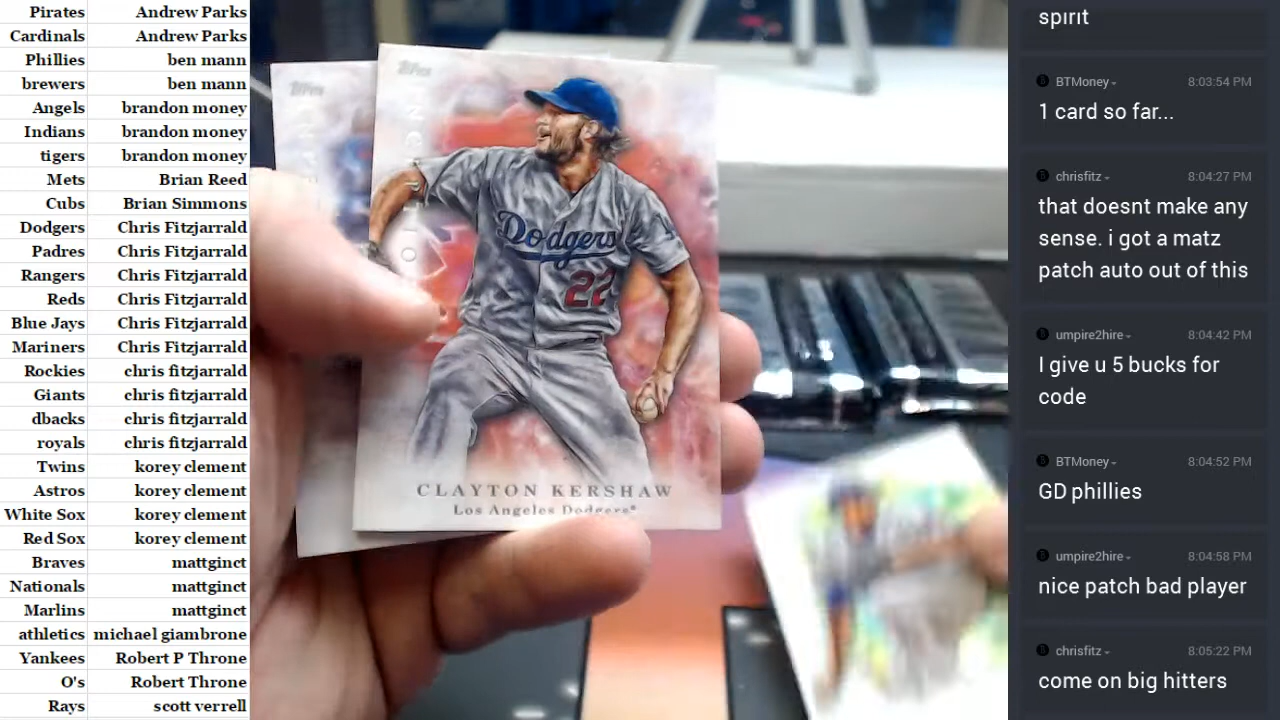 Pirates Andrew Parks
Cardinals Andrew Parks
Phillies ben mann
brewers ben mann
Angels brandon money
Indians brandon money
tigers brandon money
Mets Brian Reed
Cubs Brian Simmons
Dodgers Chris Fitzjarrald
Padres Chris Fitzjarrald
Rangers Chris Fitzjarrald
Reds Chris Fitzjarrald
Blue Jays Chris Fitzjarrald
Mariners Chris Fitzjarrald
Rockies chris fitzjarrald
Giants chris fitzjarrald
dbacks chris fitzjarrald
royals chris fitzjarrald
Twins korey clement
Astros korey clement
White Sox korey clement
Red Sox korey clement
Braves mattginct
Nationals mattginct
Marlins mattginct
athletics michael giambrone
Yankees Robert P Throne
O's Robert Throne
Rays scott verrell
Topps
Topps
Dodgers
22
CLAYTON KERSHAW
Los Angeles Dodgers®
spirit
BTMoney 8:03:54 PM
1 card so far...
chrisfitz 8:04:27 PM
that doesnt make any
sense. i got a matz
patch auto out of this
umpire2hire 8:04:42 PM
I give u 5 bucks for
code
BTMoney 8:04:52 PM
GD phillies
umpire2hire 8:04:58 PM
nice patch bad player
chrisfitz 8:05:22 PM
come on big hitters